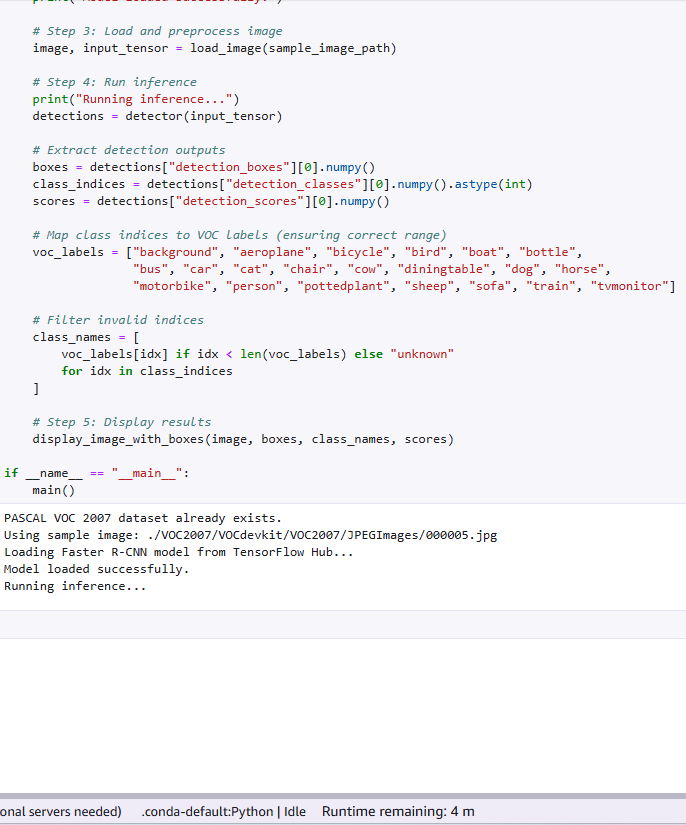 # Step 3: Load and preprocess image
image, input_tensor = load_image(sample_image_path)
# Step 4: Run inference
print("Running inference...")
detections = detector(input_tensor)
# Extract detection outputs
boxes = detections["detection_boxes"][0].numpy()
class_indices = detections["detection_classes"][0].numpy().astype(int)
scores = detections["detection_scores"][0].numpy()
# Map class indices to VOC labels (ensuring correct range)
voc_labels = ["background", "aeroplane", "bicycle", "bird", "boat", "bottle",
"bus", "car", "cat", "chair", "cow", "diningtable", "dog", "horse",
"motorbike", "person", "pottedplant", "sheep", "sofa", "train", "tvmonitor"]
# Filter invalid indices
class_names = [
voc_labels[idx] if idx < len(voc_labels) else "unknown"
for idx in class_indices
]
# Step 5: Display results
display_image_with_boxes(image, boxes, class_names, scores)
if __name__ == "__main__":
main()
PASCAL VOC 2007 dataset already exists.
Using sample image: ./VOC2007/VOCdevkit/VOC2007/JPEGImages/000005.jpg
Loading Faster R-CNN model from TensorFlow Hub...
Model loaded successfully.
Running inference...
onal servers needed) .conda-default:Python | Idle Runtime remaining: 4 m